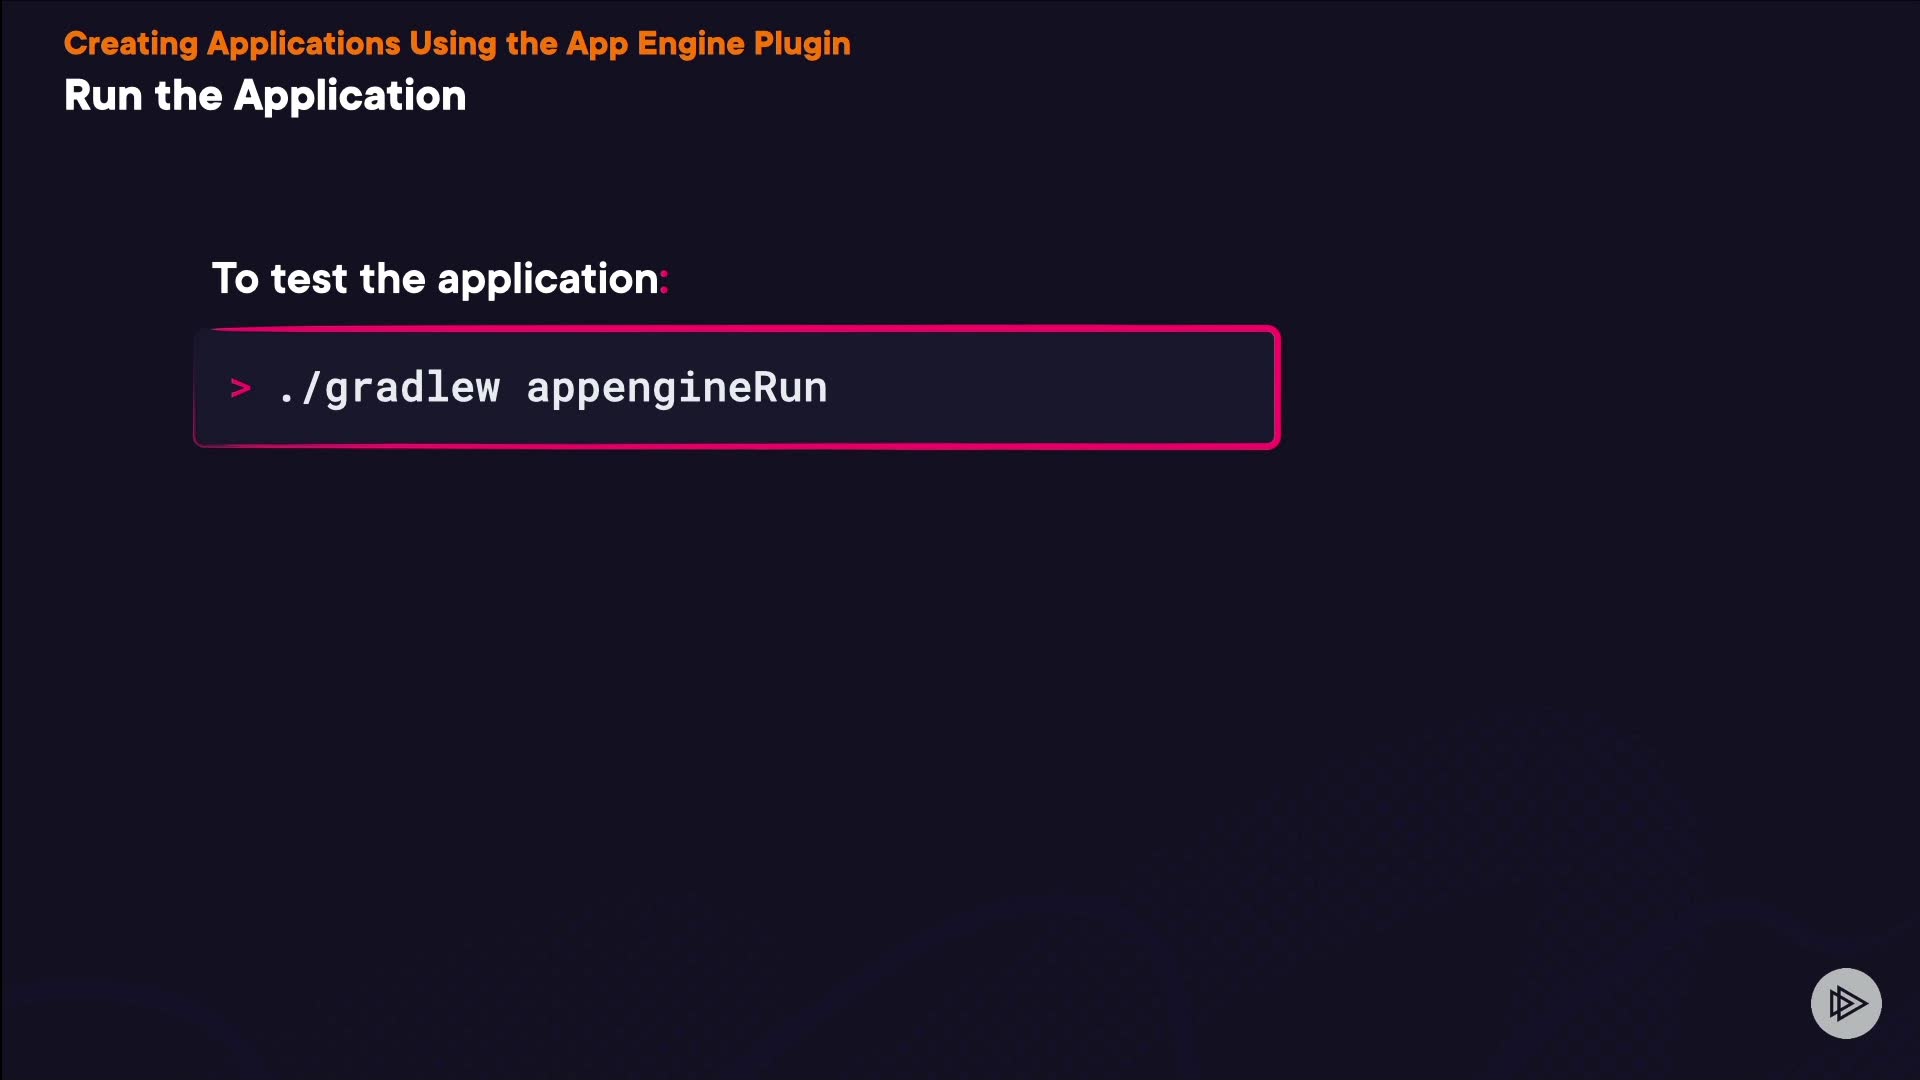 Creating Applications Using the App Engine Plugin
Run the Application
To test the application:
> ./gradlew appengineRun